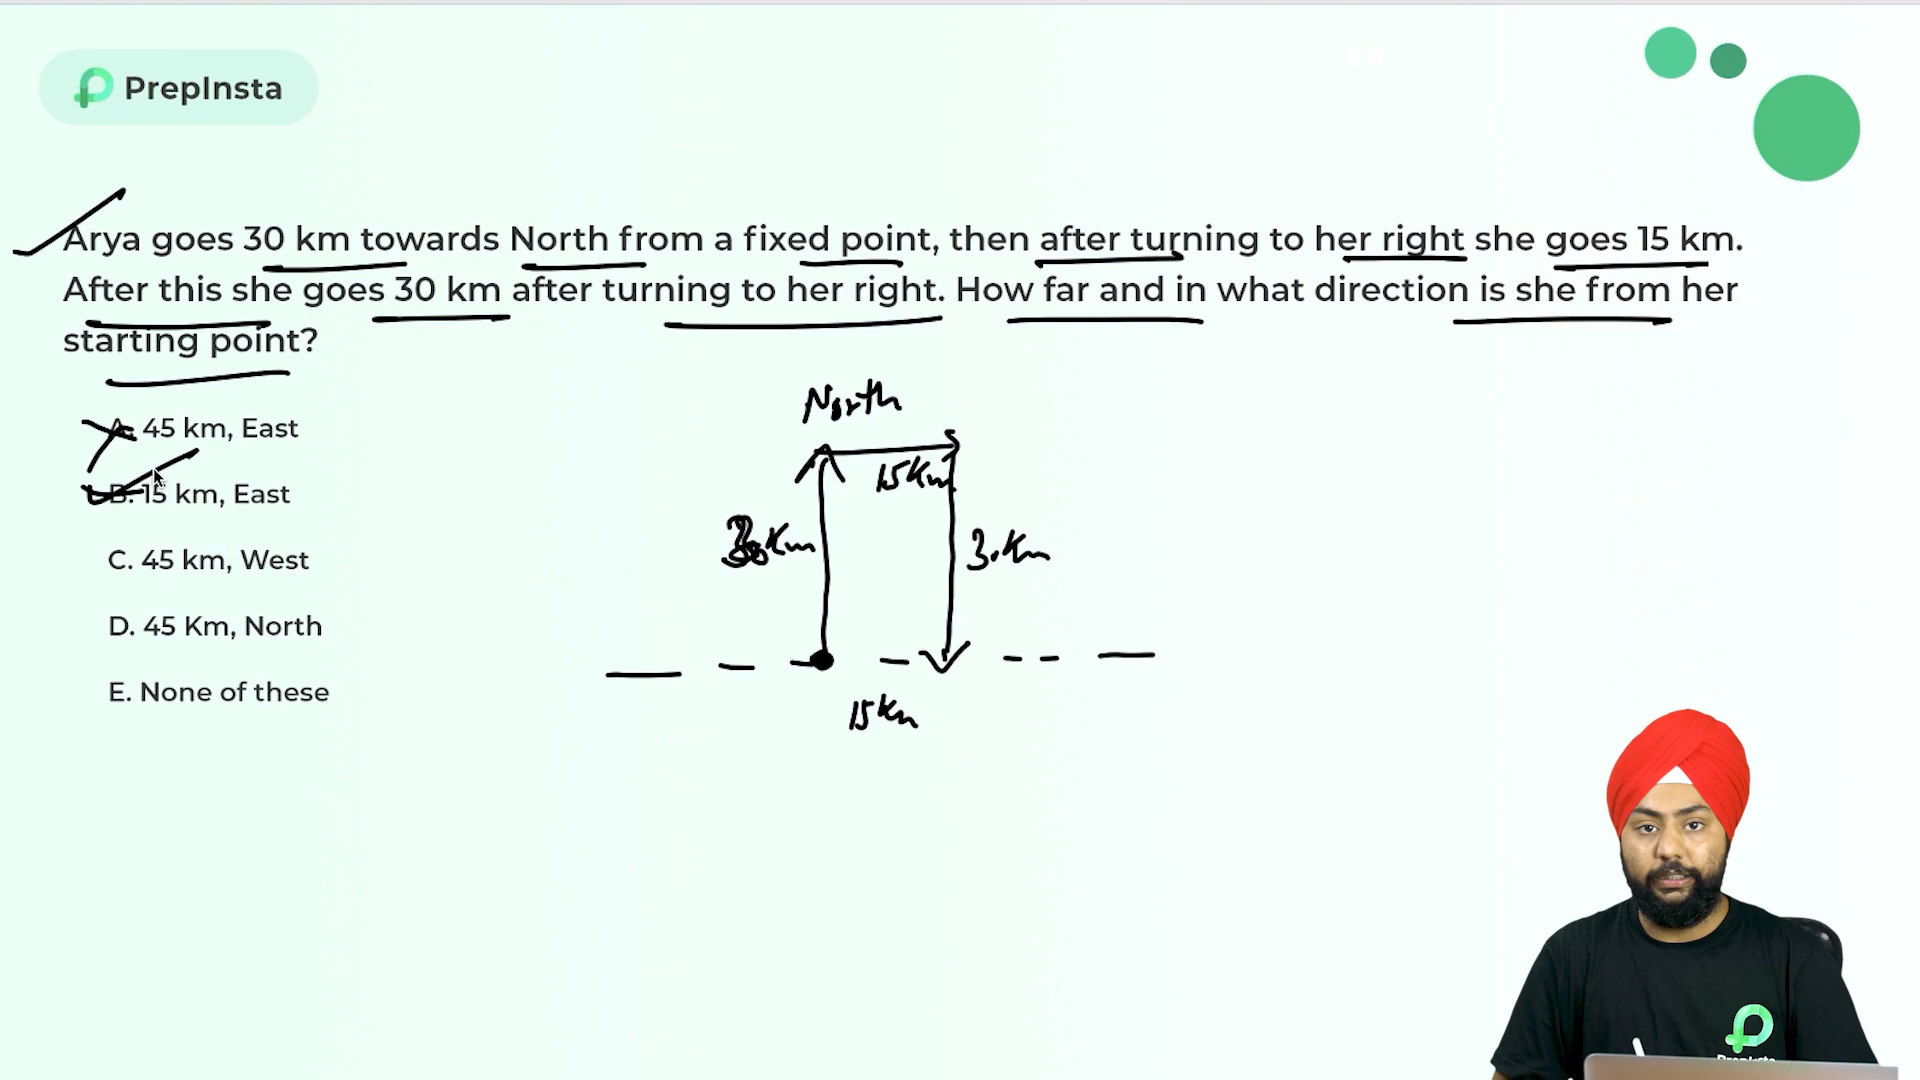 PrepInsta
Arya goes 30 km towards North from a fixed point, then after turning to her right she goes 15 km.
After this she goes 30 km after turning to her right. How far and in what direction is she from her
starting point?
A. 45 km, East
B. 15 km, East
C. 45 km, West
D. 45 Km, North
E. None of these
North
15Km
30Km
30Km
15Km
PrepInsta